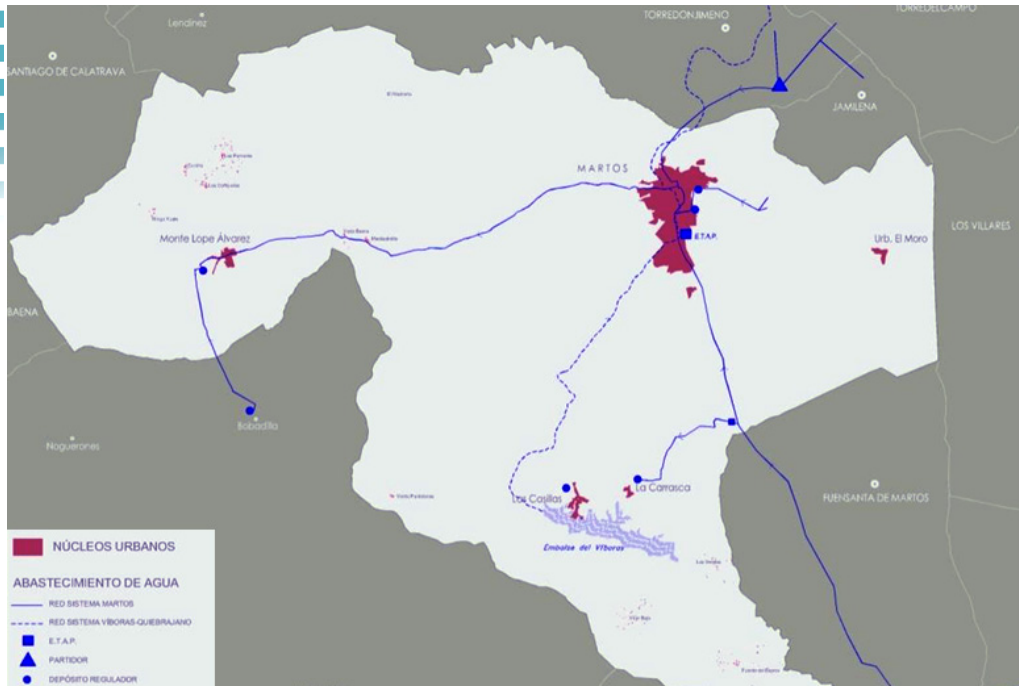 Lendinez
TORREDONJIMENO
TORREDELCAMPO
SANTIAGO DE CALATRAVA
JAMILENA
MARTOS
Monte Lope Álvarez
E.T.A.P.
Urb. El Moro
LOS VILLARES
BAENA
Bobadilla
Noguerones
Las Casillas
La Carrasca
FUENSANTA DE MARTOS
Embalse del Víboras
NÚCLEOS URBANOS
ABASTECIMIENTO DE AGUA
RED SISTEMA MARTOS
RED SISTEMA VÍBORAS-QUIEBRAJANO
E.T.A.P.
PARTIDOR
DEPÓSITO REGULADOR